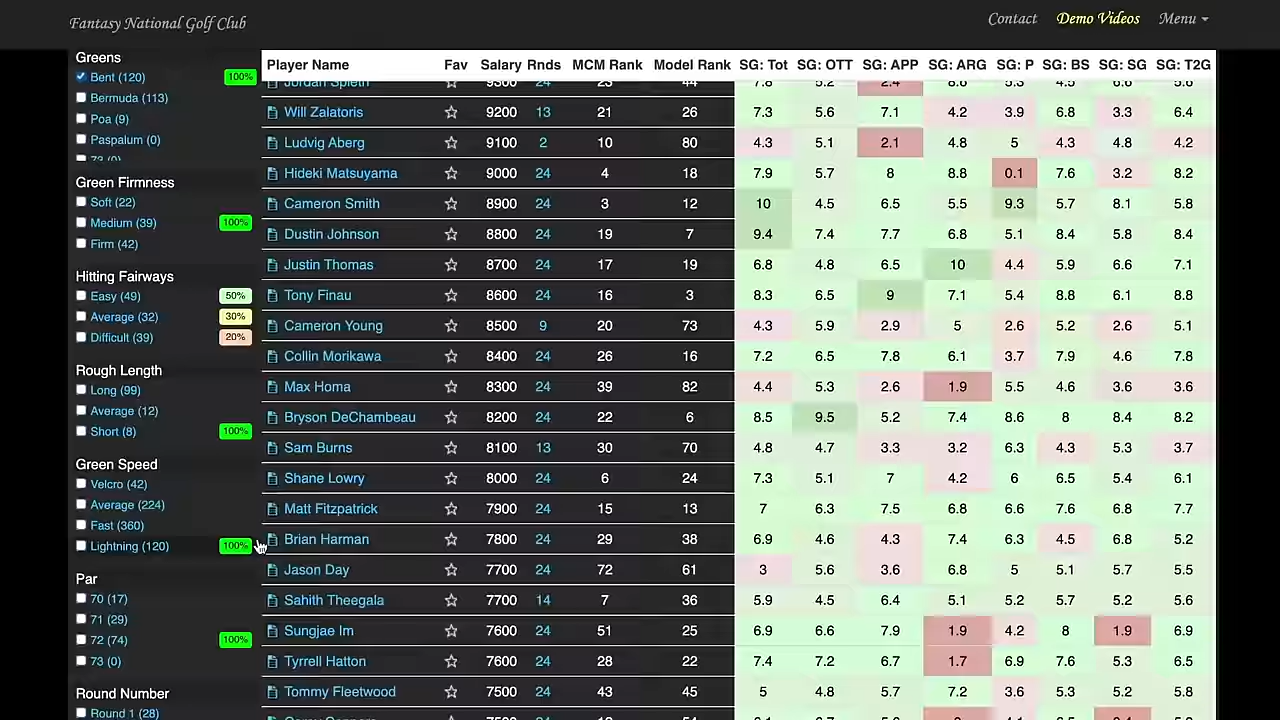 Fantasy National Golf Club
Contact Demo Videos Menu
Greens
Bent (120) 100%
Bermuda (113)
Poa (9)
Paspalum (0)
Green Firmness
Soft (22)
Medium (39) 100%
Firm (42)
Hitting Fairways
Easy (49) 50%
Average (32) 30%
Difficult (39) 20%
Rough Length
Long (99)
Average (12)
Short (8) 100%
Green Speed
Velcro (42)
Average (224)
Fast (360)
Lightning (120) 100%
Par
70 (17)
71 (29)
72 (74) 100%
73 (0)
Round Number
Round 1 (28)
Player Name Fav Salary Rnds MCM Rank Model Rank SG: Tot SG: OTT SG: APP SG: ARG SG: P SG: BS SG: SG SG: T2G
Jordan Spieth 9300 24 23 44 7.8 5.2 2.4 8.6 5.3 4.5 6.6 5.6
Will Zalatoris 9200 13 21 26 7.3 5.6 7.1 4.2 3.9 6.8 3.3 6.4
Ludvig Aberg 9100 2 10 80 4.3 5.1 2.1 4.8 5 4.3 4.8 4.2
Hideki Matsuyama 9000 24 4 18 7.9 5.7 8 8.8 0.1 7.6 3.2 8.2
Cameron Smith 8900 24 3 12 10 4.5 6.5 5.5 9.3 5.7 8.1 5.8
Dustin Johnson 8800 24 19 7 9.4 7.4 7.7 6.8 5.1 8.4 5.8 8.4
Justin Thomas 8700 24 17 19 6.8 4.8 6.5 10 4.4 5.9 6.6 7.1
Tony Finau 8600 24 16 3 8.3 6.5 9 7.1 5.4 8.8 6.1 8.8
Cameron Young 8500 9 20 73 4.3 5.9 2.9 5 2.6 5.2 2.6 5.1
Collin Morikawa 8400 24 26 16 7.2 6.5 7.8 6.1 3.7 7.9 4.6 7.8
Max Homa 8300 24 39 82 4.4 5.3 2.6 1.9 5.5 4.6 3.6 3.6
Bryson DeChambeau 8200 24 22 6 8.5 9.5 5.2 7.4 8.6 8 8.4 8.2
Sam Burns 8100 13 30 70 4.8 4.7 3.3 3.2 6.3 4.3 5.3 3.7
Shane Lowry 8000 24 6 24 7.3 5.1 7 4.2 6 6.5 5.4 6.1
Matt Fitzpatrick 7900 24 15 13 7 6.3 7.5 6.8 6.6 7.6 6.8 7.7
Brian Harman 7800 24 29 38 6.9 4.6 4.3 7.4 6.3 4.5 6.8 5.2
Jason Day 7700 24 72 61 3 5.6 3.6 6.8 5 5.1 5.7 5.5
Sahith Theegala 7700 14 7 36 5.9 4.5 6.4 5.1 5.2 5.7 5.2 5.6
Sungjae Im 7600 24 51 25 6.9 6.6 7.9 1.9 4.2 8 1.9 6.9
Tyrrell Hatton 7600 24 28 22 7.4 7.2 6.7 1.7 6.9 7.6 5.3 6.5
Tommy Fleetwood 7500 24 43 45 5 4.8 5.7 7.2 3.6 5.3 5.2 5.8